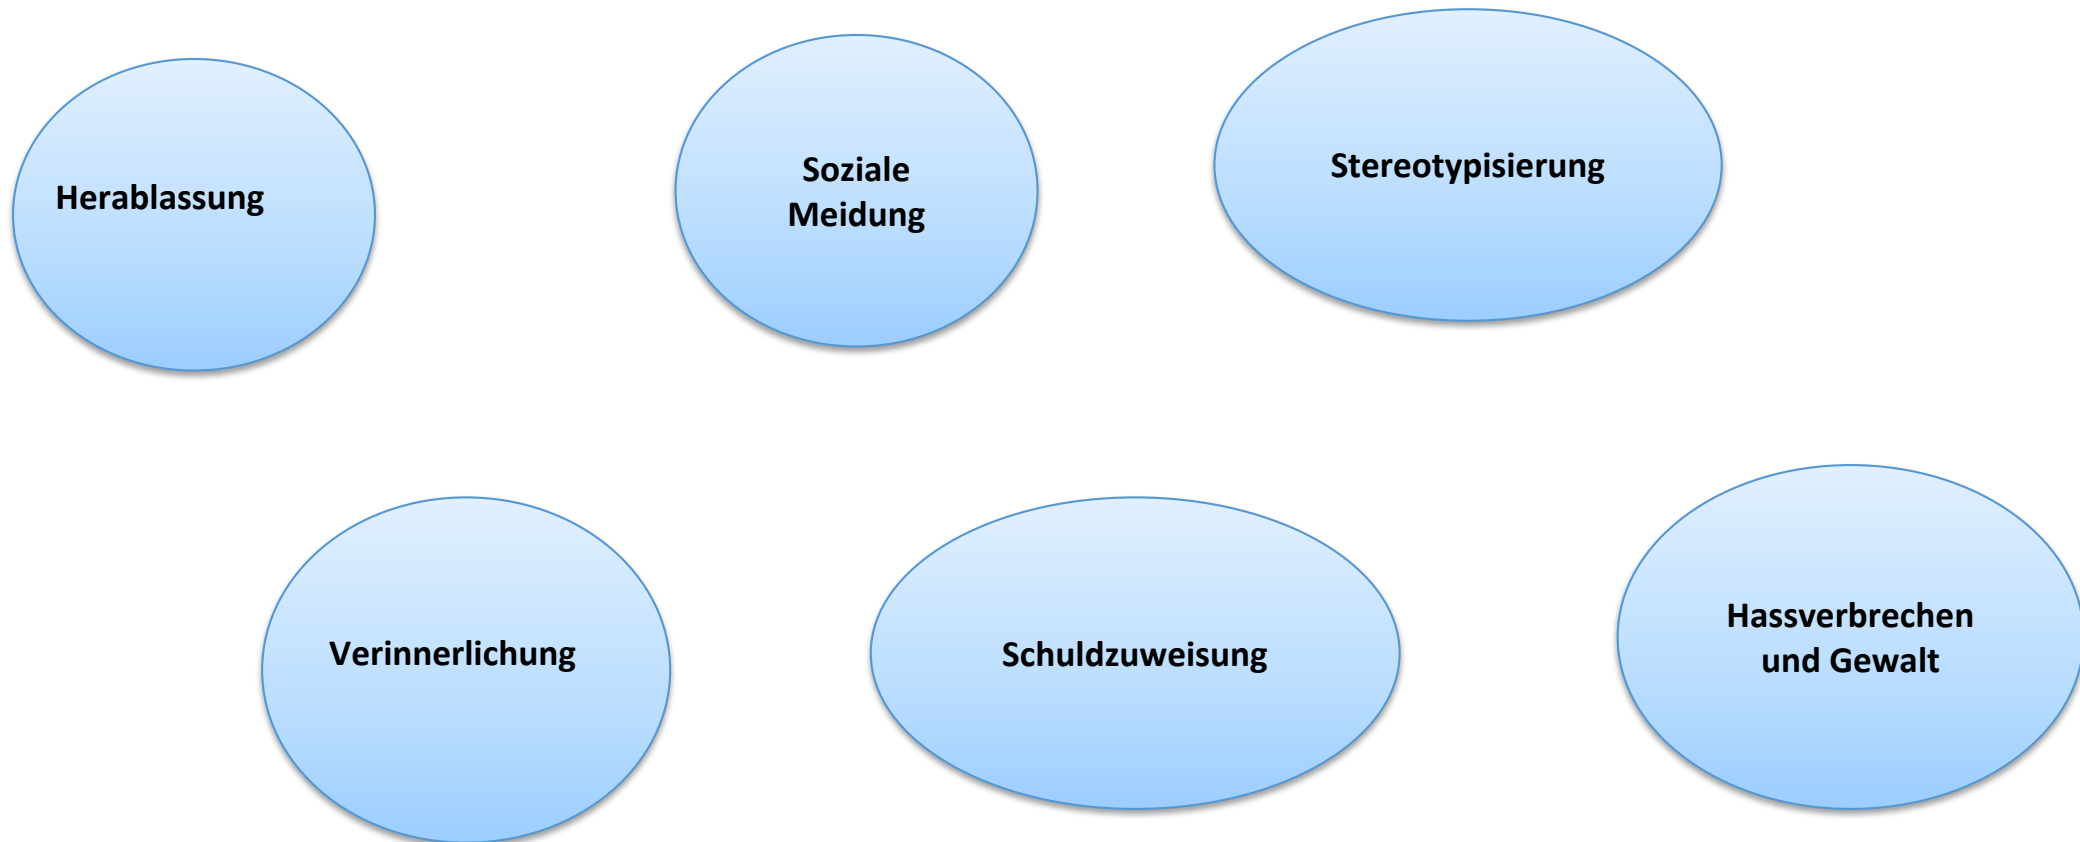 Herablassung
Soziale
Meidung
Stereotypisierung
Verinnerlichung
Schuldzuweisung
Hassverbrechen
und Gewalt